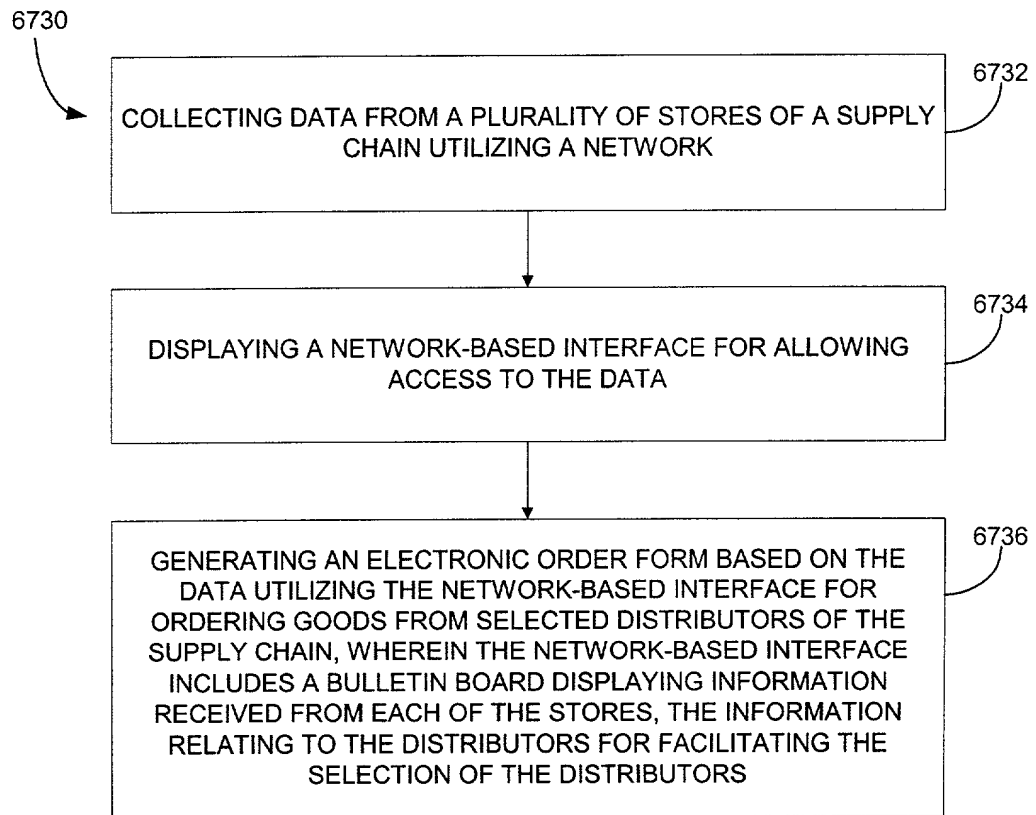 6730
6732
COLLECTING DATA FROM A PLURALITY OF STORES OF A SUPPLY
CHAIN UTILIZING A NETWORK
6734
DISPLAYING A NETWORK-BASED INTERFACE FOR ALLOWING
ACCESS TO THE DATA
6736
GENERATING AN ELECTRONIC ORDER FORM BASED ON THE
DATA UTILIZING THE NETWORK-BASED INTERFACE FOR
ORDERING GOODS FROM SELECTED DISTRIBUTORS OF THE
SUPPLY CHAIN, WHEREIN THE NETWORK-BASED INTERFACE
INCLUDES A BULLETIN BOARD DISPLAYING INFORMATION
RECEIVED FROM EACH OF THE STORES, THE INFORMATION
RELATING TO THE DISTRIBUTORS FOR FACILITATING THE
SELECTION OF THE DISTRIBUTORS